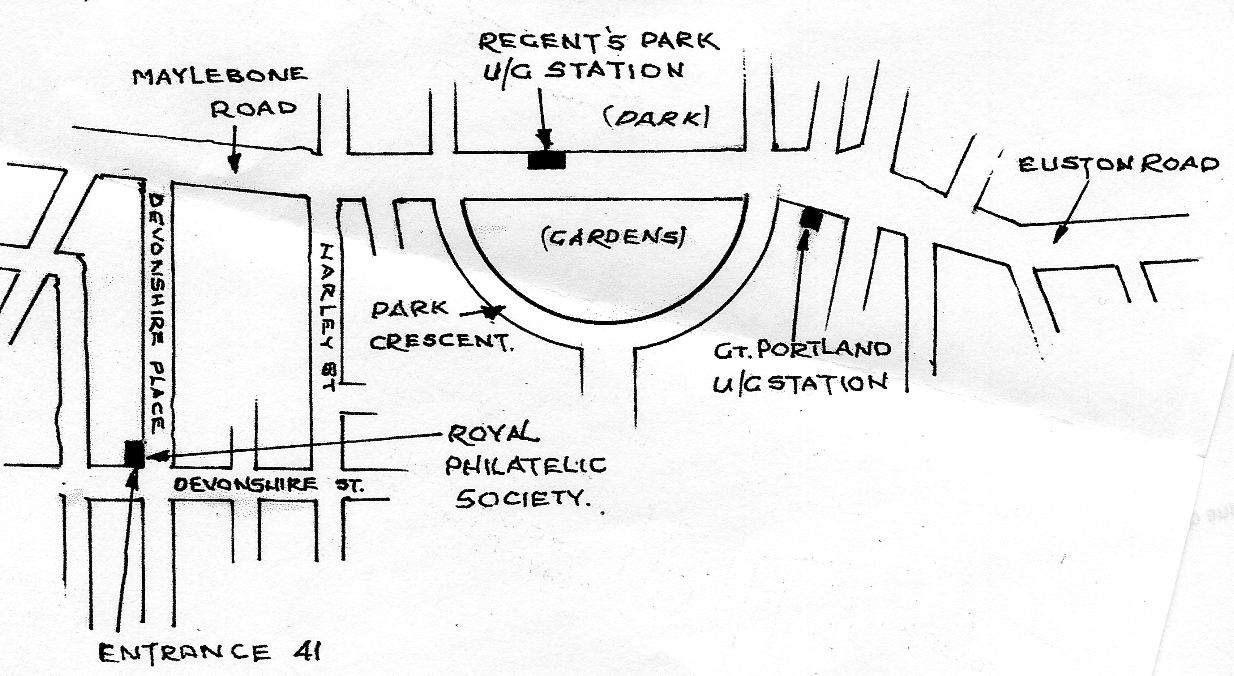 REGENT'S PARK
U/G STATION
MAYLEBONE
ROAD
(PARK)
EUSTON ROAD
DEVONSHIRE PLACE
HARLEY ST
(GARDENS)
PARK
CRESCENT.
GT. PORTLAND
U/G STATION
ROYAL
PHILATELIC
SOCIETY.
DEVONSHIRE ST.
ENTRANCE 41